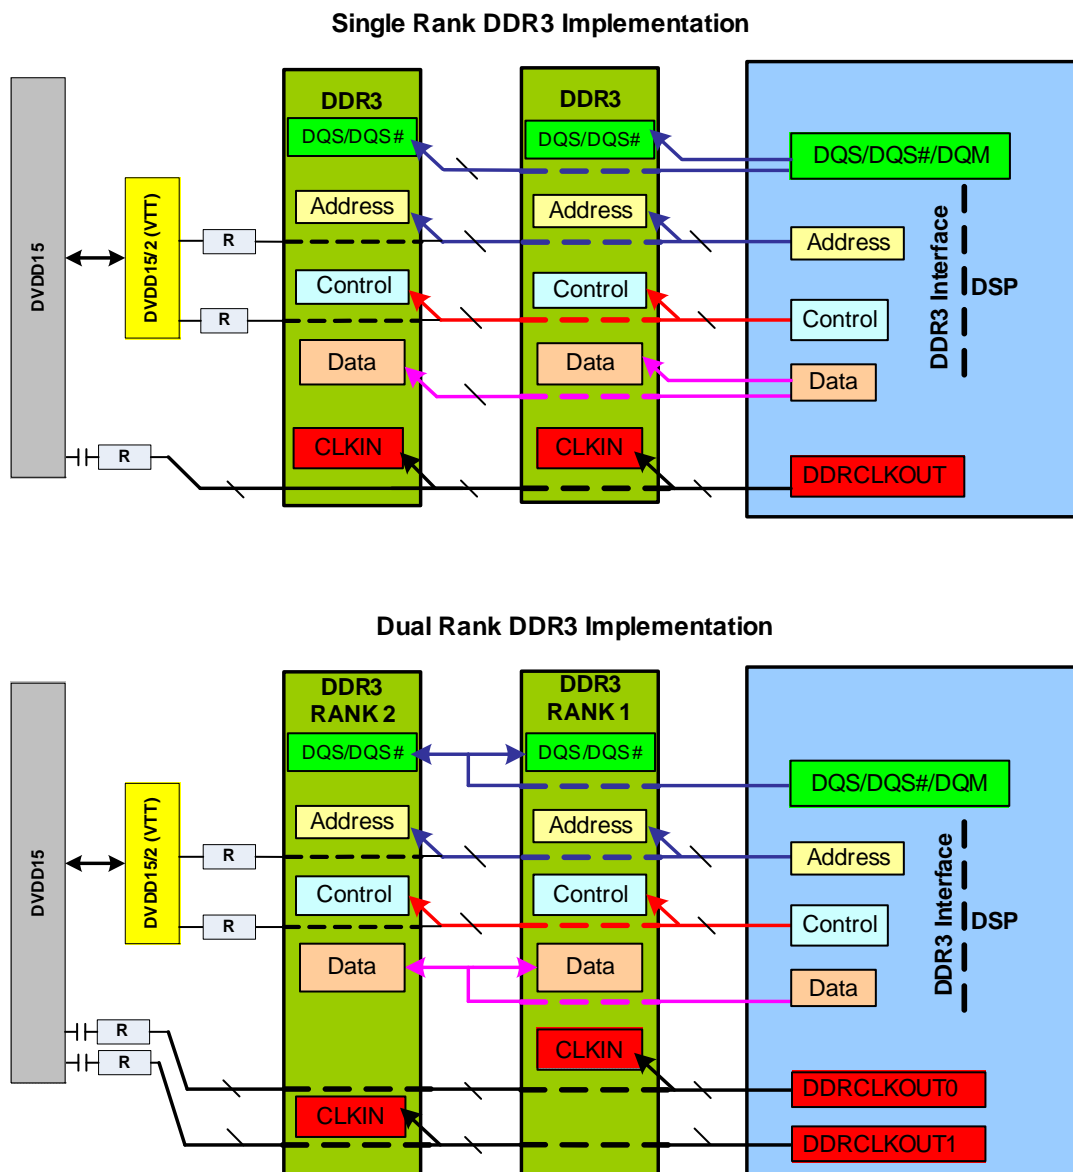 Single Rank DDR3 Implementation
DVDD15
DVDD15/2 (VTT)
R
R
R
DDR3
DQS/DQS#
Address
Control
Data
CLKIN
DDR3
DQS/DQS#
Address
Control
Data
CLKIN
DQS/DQS#/DQM
Address
Control
Data
DDRCLKOUT
DDR3 Interface
DSP
Dual Rank DDR3 Implementation
DVDD15
DVDD15/2 (VTT)
R
R
R
R
DDR3
RANK 2
DQS/DQS#
Address
Control
Data
CLKIN
DDR3
RANK 1
DQS/DQS#
Address
Control
Data
CLKIN
DQS/DQS#/DQM
Address
Control
Data
DDRCLKOUT0
DDRCLKOUT1
DDR3 Interface
DSP